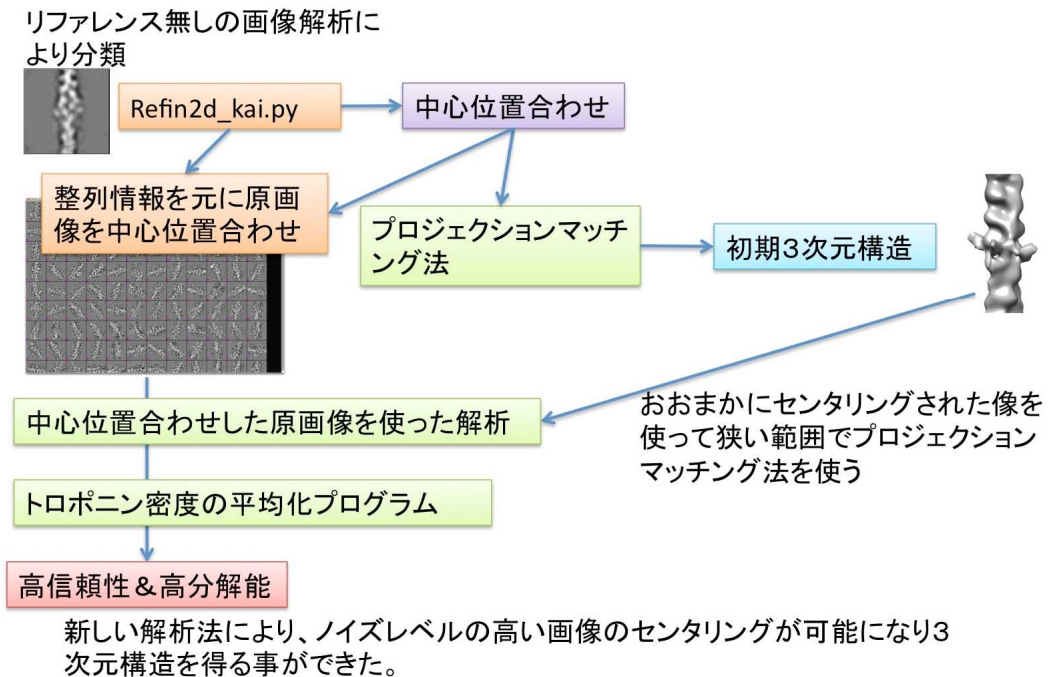 リファレンス無しの画像解析に
より分類
Refin2d_kai.py
中心位置合わせ
整列情報を元に原画
像を中心位置合わせ
プロジェクションマッチ
ング法
初期3次元構造
中心位置合わせした原画像を使った解析
おおまかにセンタリングされた像を
使って狭い範囲でプロジェクション
マッチング法を使う
トロポニン密度の平均化プログラム
高信頼性&高分解能
新しい解析法により、ノイズレベルの高い画像のセンタリングが可能になり3
次元構造を得る事ができた。